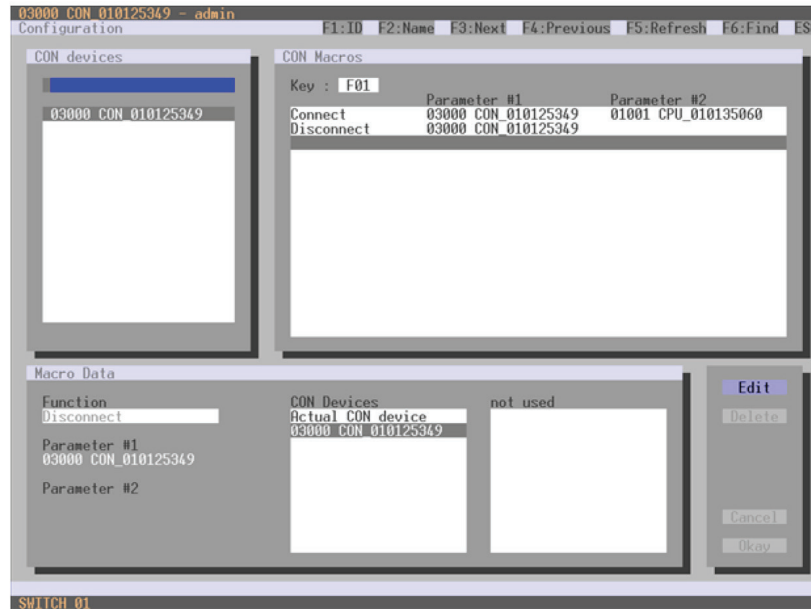 03000 CON_010125349 - admin
Configuration F1:ID F2:Name F3:Next F4:Previous F5:Refresh F6:Find ES
CON devices
03000 CON_010125349
CON Macros
Key : F01
Parameter #1 Parameter #2
Connect 03000 CON_010125349 01001 CPU_010135060
Disconnect 03000 CON_010125349
Macro Data
Function
Disconnect
Parameter #1
03000 CON_010125349
Parameter #2
CON Devices
Actual CON device
03000 CON_010125349
not used
Edit
Delete
Cancel
Okay
SWITCH 01